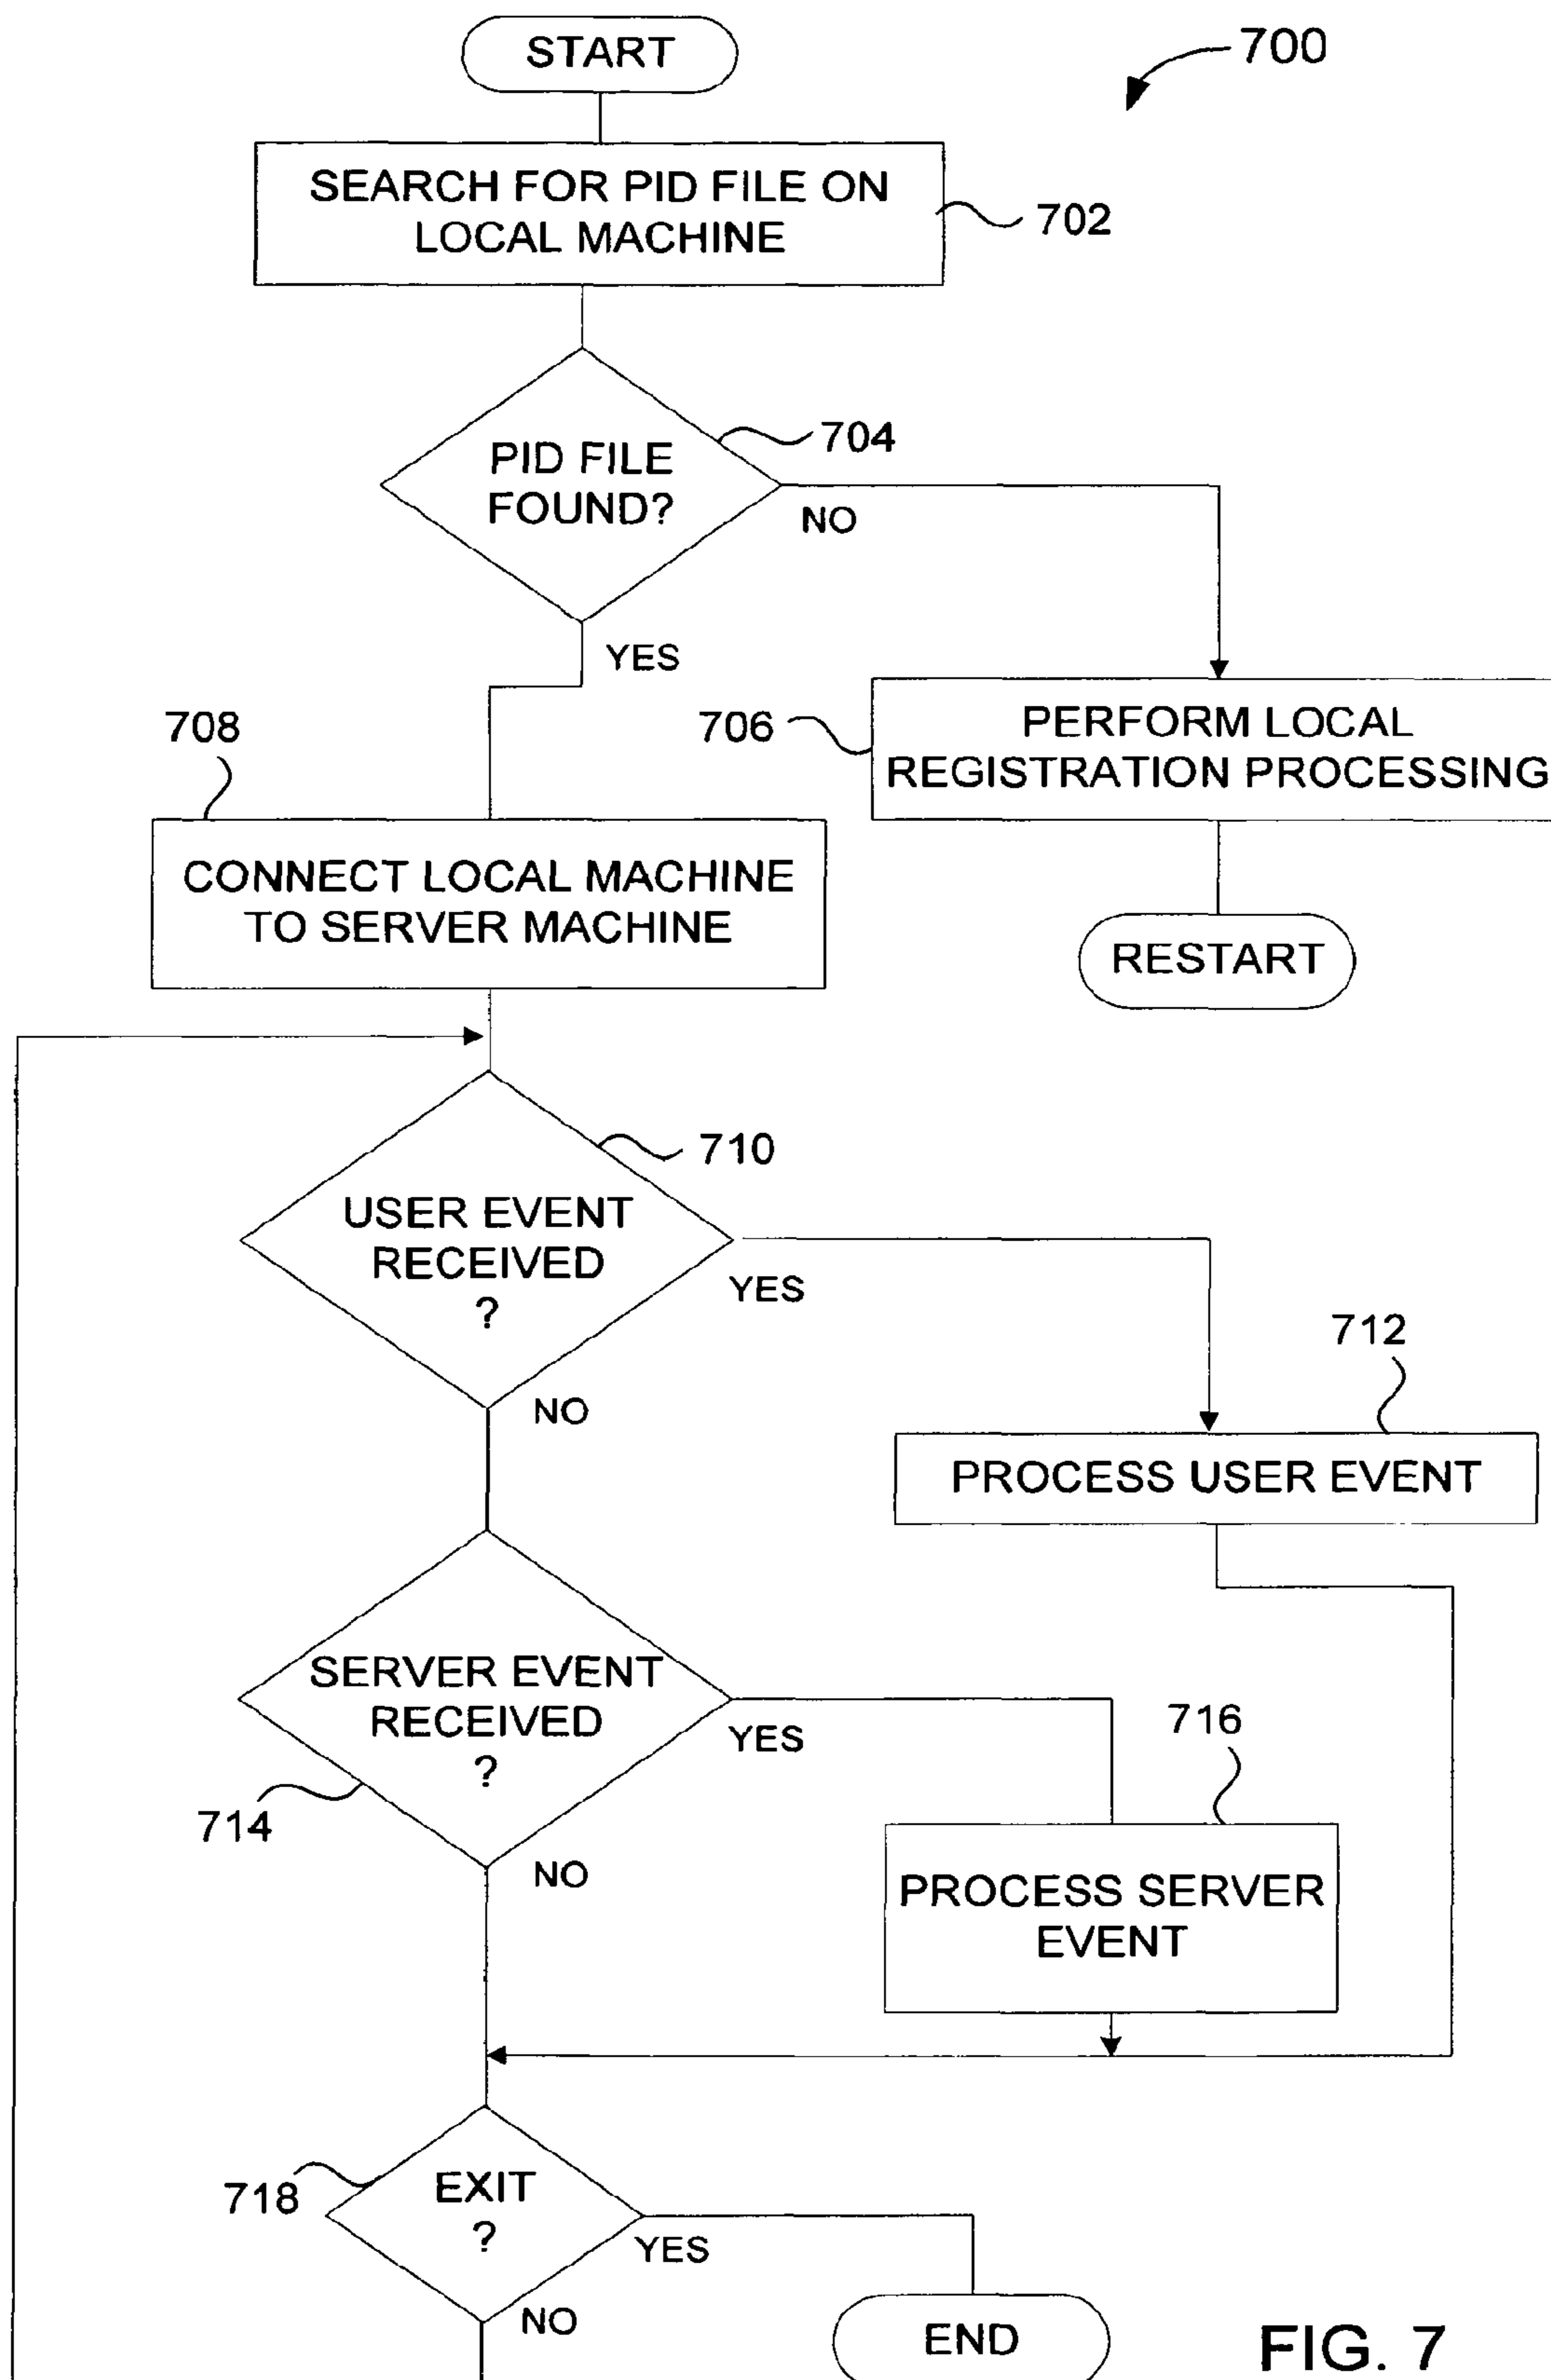 START
700
SEARCH FOR PID FILE ON
LOCAL MACHINE
702
PID FILE
FOUND?
704
NO
YES
708
706
PERFORM LOCAL
REGISTRATION PROCESSING
CONNECT LOCAL MACHINE
TO SERVER MACHINE
RESTART
710
USER EVENT
RECEIVED
?
YES
NO
712
PROCESS USER EVENT
SERVER EVENT
RECEIVED
?
YES
714
NO
716
PROCESS SERVER
EVENT
718
EXIT
?
YES
NO
END
FIG. 7